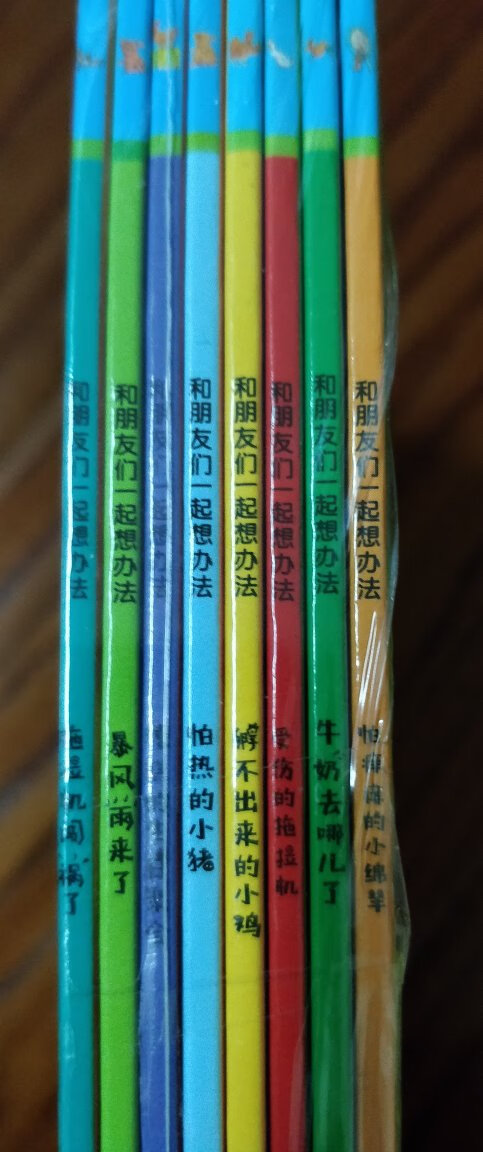 和朋友们一起想办法
拖拉机闯祸了
和朋友们一起想办法
暴风雨来了
和朋友们一起想办法
和朋友们一起想办法
怕热的小猪
和朋友们一起想办法
孵不出来的小鸡
和朋友们一起想办法
受伤的拖拉机
和朋友们一起想办法
牛奶去哪儿了
和朋友们一起想办法
怕痒痒的小绵羊